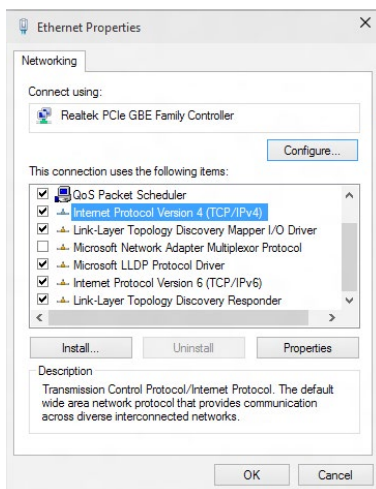 Ethernet Properties
Networking
Connect using:
Realtek PCIe GBE Family Controller
Configure...
This connection uses the following items:
QoS Packet Scheduler
Internet Protocol Version 4 (TCP/IPv4)
Link-Layer Topology Discovery Mapper I/O Driver
Microsoft Network Adapter Multiplexor Protocol
Microsoft LLDP Protocol Driver
Internet Protocol Version 6 (TCP/IPv6)
Link-Layer Topology Discovery Responder
Install...
Uninstall
Properties
Description
Transmission Control Protocol/Internet Protocol. The default
wide area network protocol that provides communication
across diverse interconnected networks.
OK
Cancel